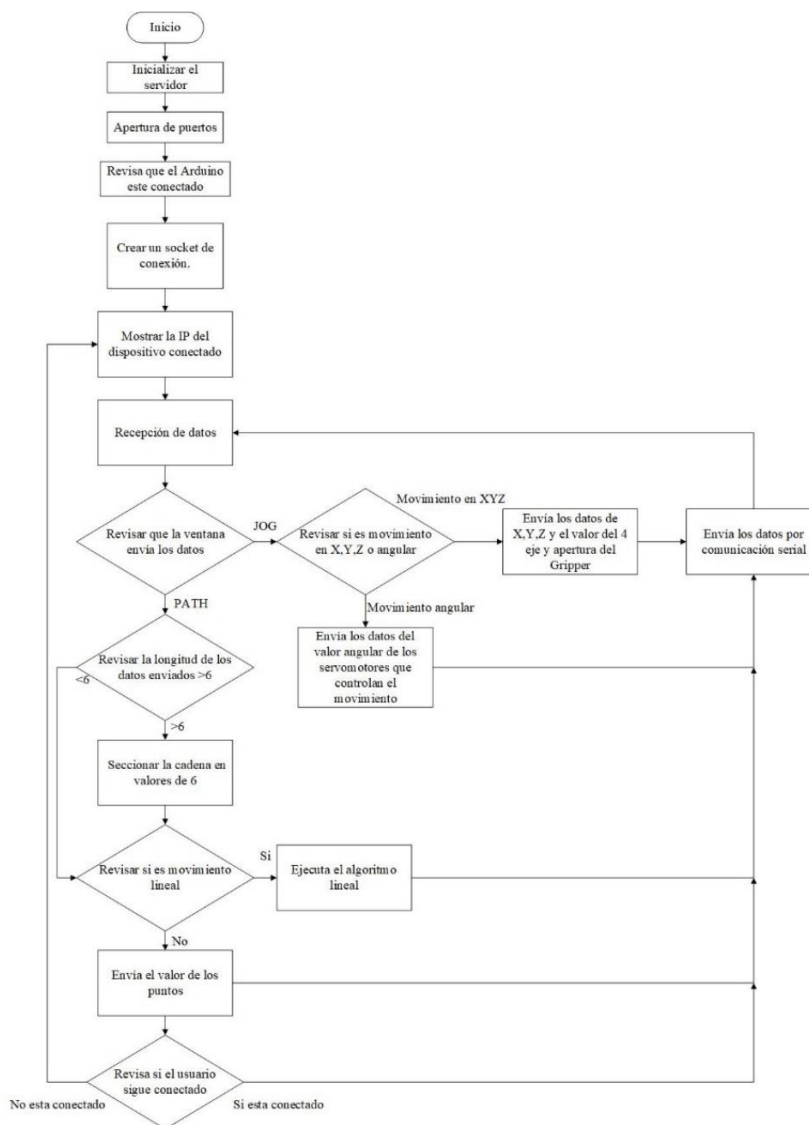 Inicio
Inicializar el
servidor
Apertura de puertos
Revisa que el Arduino
este conectado
Crear un socket de
conexión.
Mostrar la IP del
dispositivo conectado
Recepción de datos
Revisar que la ventana
envía los datos
JOG
Revisar si es movimiento
en X,Y,Z o angular
Movimiento en XYZ
Envía los datos de
X,Y,Z y el valor del 4
eje y apertura del
Gripper
Envía los datos por
comunicación serial
Movimiento angular
Envía los datos del
valor angular de los
servomotores que
controlan el
movimiento
PATH
Revisar la longitud de los
datos enviados >6
<6
>6
Seccionar la cadena en
valores de 6
Revisar si es movimiento
lineal
Si
Ejecuta el algoritmo
lineal
No
Envía el valor de los
puntos
Revisa si el usuario
sigue conectado
No esta conectado
Si esta conectado